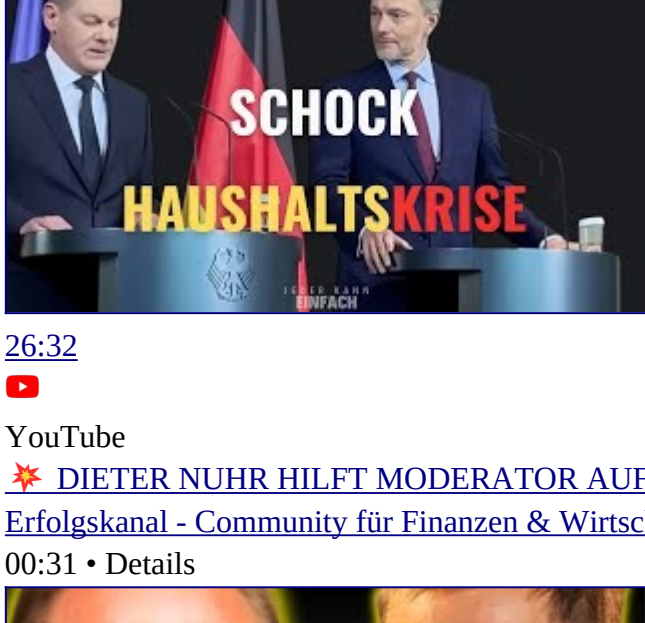 SCHOCK
HAUSHALTSKRISE
JEDER KANN
EINFACH
26:32
YouTube
DIETER NUHR HILFT MODERATOR AUF
Erfolgskanal - Community für Finanzen & Wirtsc
00:31 • Details